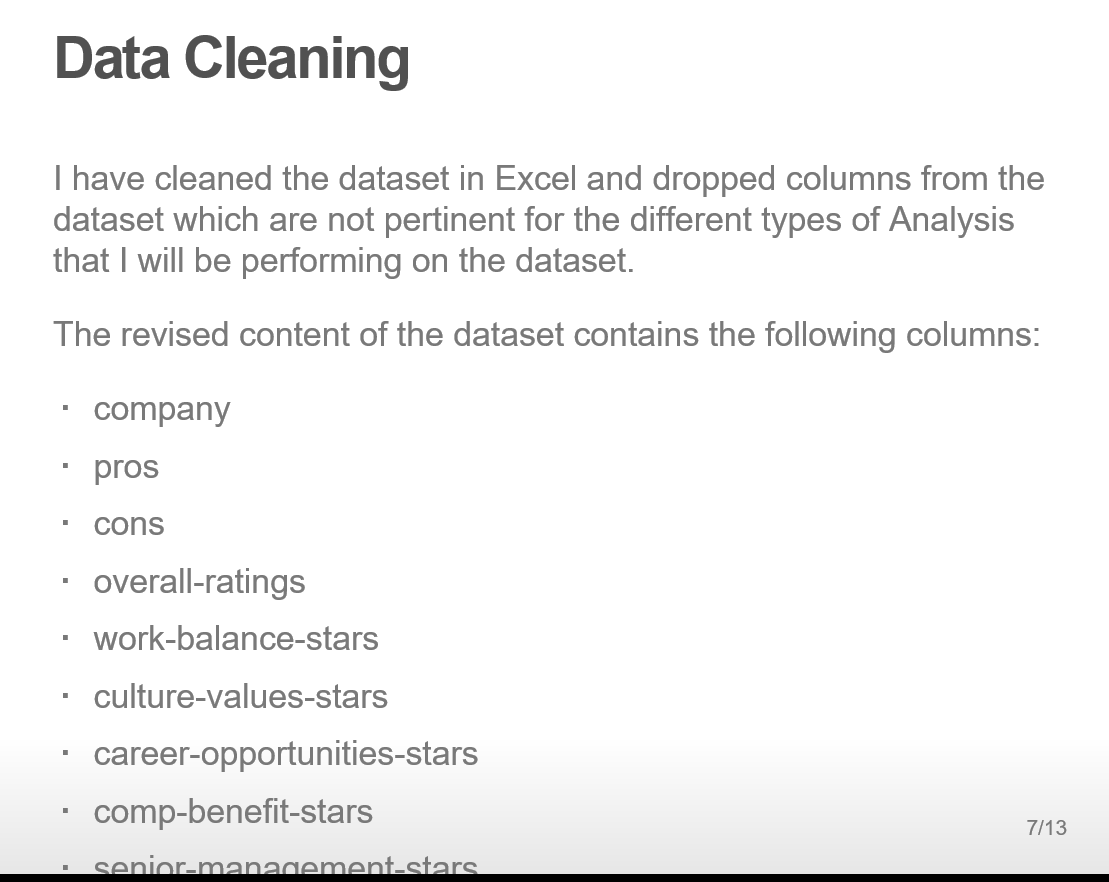 Data Cleaning
I have cleaned the dataset in Excel and dropped columns from the
dataset which are not pertinent for the different types of Analysis
that I will be performing on the dataset.
The revised content of the dataset contains the following columns:
▪ company
▪ pros
▪ cons
▪ overall-ratings
▪ work-balance-stars
▪ culture-values-stars
▪ career-opportunities-stars
▪ comp-benefit-stars
▪ senior-management-stars
7/13